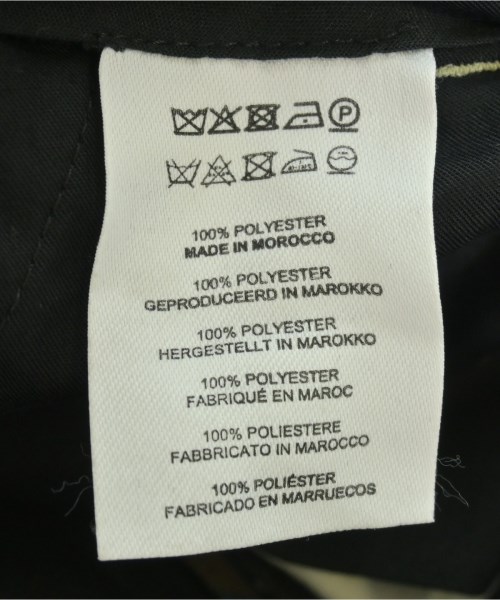 P
100% POLYESTER
MADE IN MOROCCO
100% POLYESTER
GEPRODUCEERD IN MAROKKO
100% POLYESTER
HERGESTELLT IN MAROKKO
100% POLYESTER
FABRIQUÉ EN MAROC
100% POLIESTERE
FABBRICATO IN MAROCCO
100% POLIÉSTER
FABRICADO EN MARRUECOS